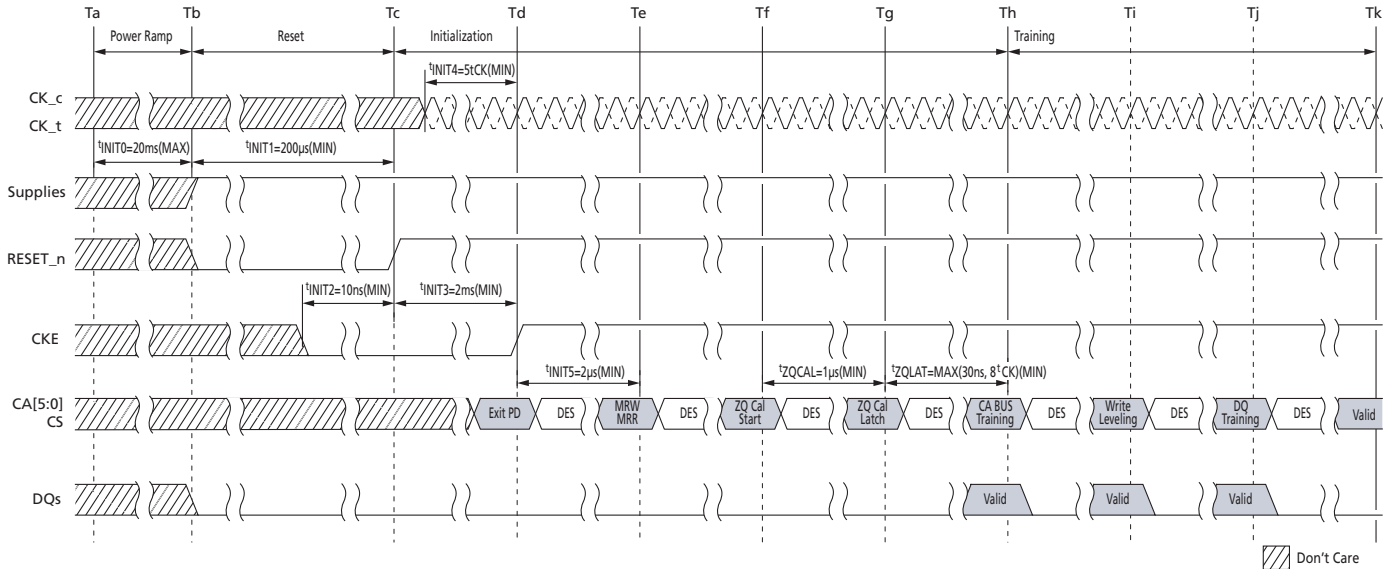 Ta Tb Tc Td Te Tf Tg Th Ti Tj Tk
Power Ramp Reset Initialization Training
tINIT4=5tCK(MIN)
CK_c
CK_t
tINIT0=20ms(MAX) tINIT1=200µs(MIN)
Supplies
RESET_n
tINIT2=10ns(MIN) tINIT3=2ms(MIN)
CKE
tINIT5=2µs(MIN) tZQCAL=1µs(MIN) tZQLAT=MAX(30ns, 8tCK)(MIN)
CA[5:0]
CS
Exit PD DES MRW MRR DES ZQ Cal Start DES ZQ Cal Latch DES CA BUS Training DES Write Leveling DES DQ Training DES Valid
DQs Valid Valid Valid
Don't Care